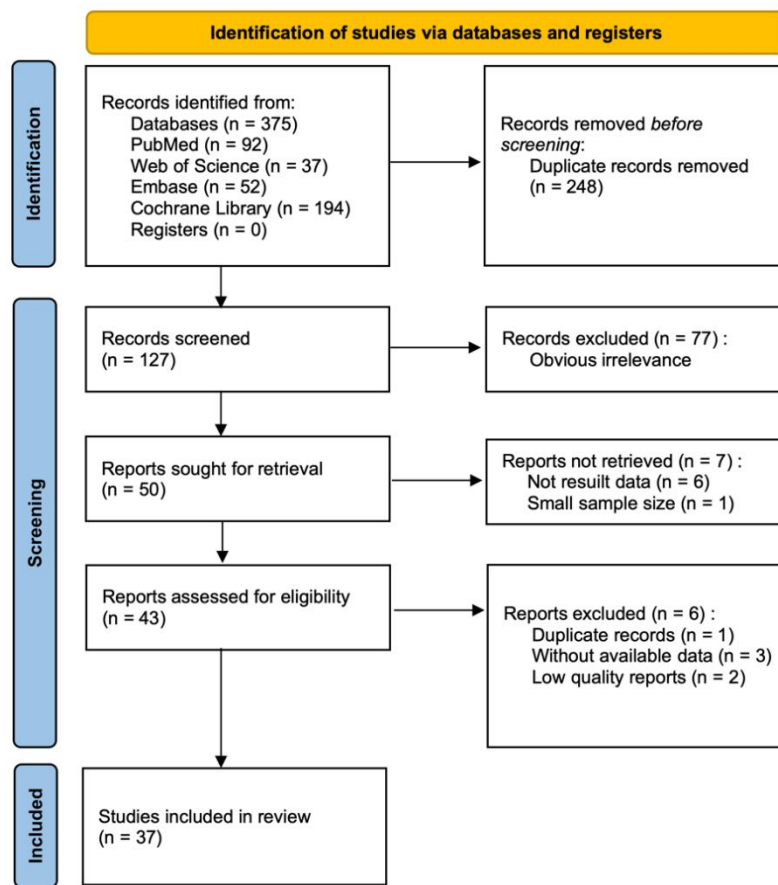 Identification of studies via databases and registers
Identification
Records identified from:
Databases (n = 375)
PubMed (n = 92)
Web of Science (n = 37)
Embase (n = 52)
Cochrane Library (n = 194)
Registers (n = 0)
Records removed before
screening:
Duplicate records removed
(n = 248)
Screening
Records screened
(n = 127)
Records excluded (n = 77) :
Obvious irrelevance
Reports sought for retrieval
(n = 50)
Reports not retrieved (n = 7) :
Not resuilt data (n = 6)
Small sample size (n = 1)
Reports assessed for eligibility
(n = 43)
Reports excluded (n = 6) :
Duplicate records (n = 1)
Without available data (n = 3)
Low quality reports (n = 2)
Included
Studies included in review
(n = 37)